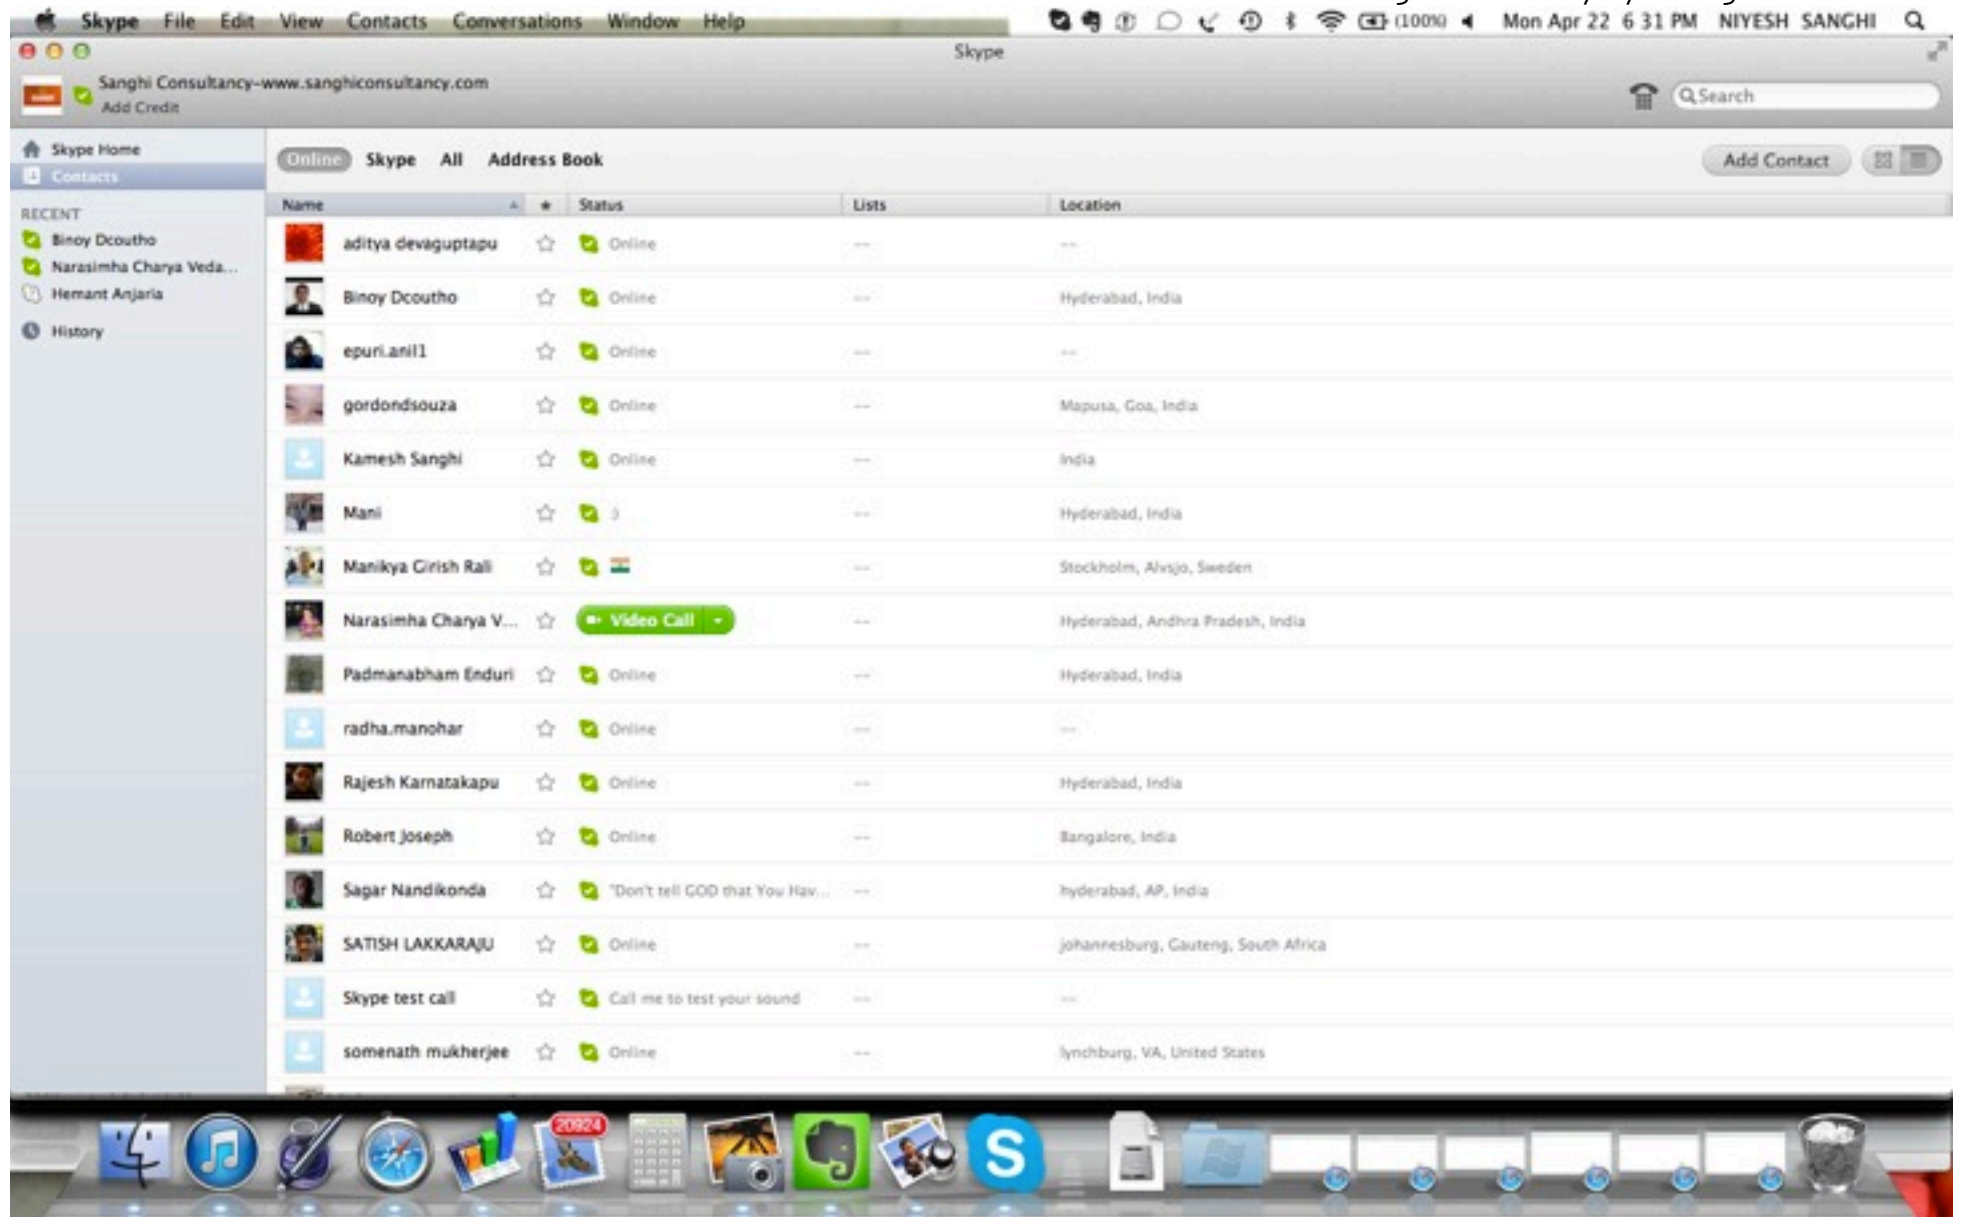 Skype File Edit View Contacts Conversations Window Help (100%) Mon Apr 22 6 31 PM NIYESH SANGHI
Skype
Sanghi Consultancy-www.sanghiconsultancy.com
Add Credit
Search
Skype Home
Contacts
RECENT
Binoy Dcoutho
Narasimha Charya Veda...
Hemant Anjaria
History
Online Skype All Address Book Add Contact
Name Status Lists Location
aditya devaguptapu Online -- --
Binoy Dcoutho Online -- Hyderabad, India
epuri.anil1 Online -- --
gordondsouza Online -- Mapusa, Goa, India
Kamesh Sanghi Online -- India
Mani :) -- Hyderabad, India
Manikya Girish Rali -- Stockholm, Alvsjo, Sweden
Narasimha Charya V... Video Call -- Hyderabad, Andhra Pradesh, India
Padmanabham Enduri Online -- Hyderabad, India
radha.manohar Online -- --
Rajesh Karnatakapu Online -- Hyderabad, India
Robert Joseph Online -- Bangalore, India
Sagar Nandikonda "Don't tell GOD that You Hav... -- hyderabad, AP, India
SATISH LAKKARAJU Online -- johannesburg, Gauteng, South Africa
Skype test call Call me to test your sound -- --
somenath mukherjee Online -- lynchburg, VA, United States
20924
S